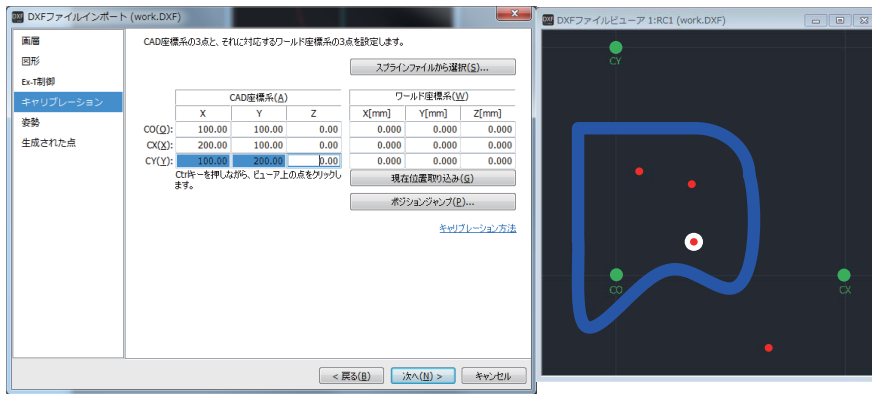 DXF DXFファイルインポート (work.DXF)
画層
図形
Ex-T制御
キャリブレーション
姿勢
生成された点
CAD座標系の3点と、それに対応するワールド座標系の3点を設定します。
スプラインファイルから選択(S)...
CAD座標系(A) ワールド座標系(W)
X Y Z X[mm] Y[mm] Z[mm]
CO(O): 100.00 100.00 0.00 0.000 0.000 0.000
CX(X): 200.00 100.00 0.00 0.000 0.000 0.000
CY(Y): 100.00 200.00 0.00 0.000 0.000 0.000
Ctrlキーを押しながら、ビューア上の点をクリックし
ます。
現在位置取り込み(G)
ポジションジャンプ(P)...
キャリブレーション方法
< 戻る(B) 次へ(N) > キャンセル
DXF DXFファイルビューア 1:RC1 (work.DXF)
CY
CO CX